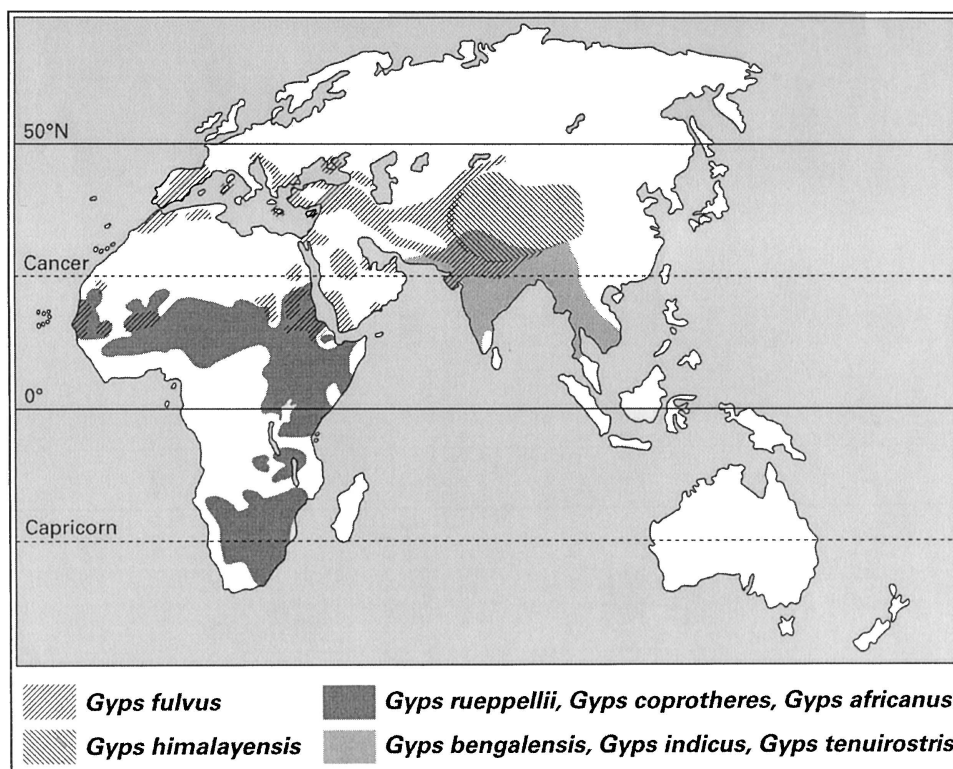 50°N
Cancer
0°
Capricorn
Gyps fulvus
Gyps himalayensis
Gyps rueppellii, Gyps coprotheres, Gyps africanus
Gyps bengalensis, Gyps indicus, Gyps tenuirostris